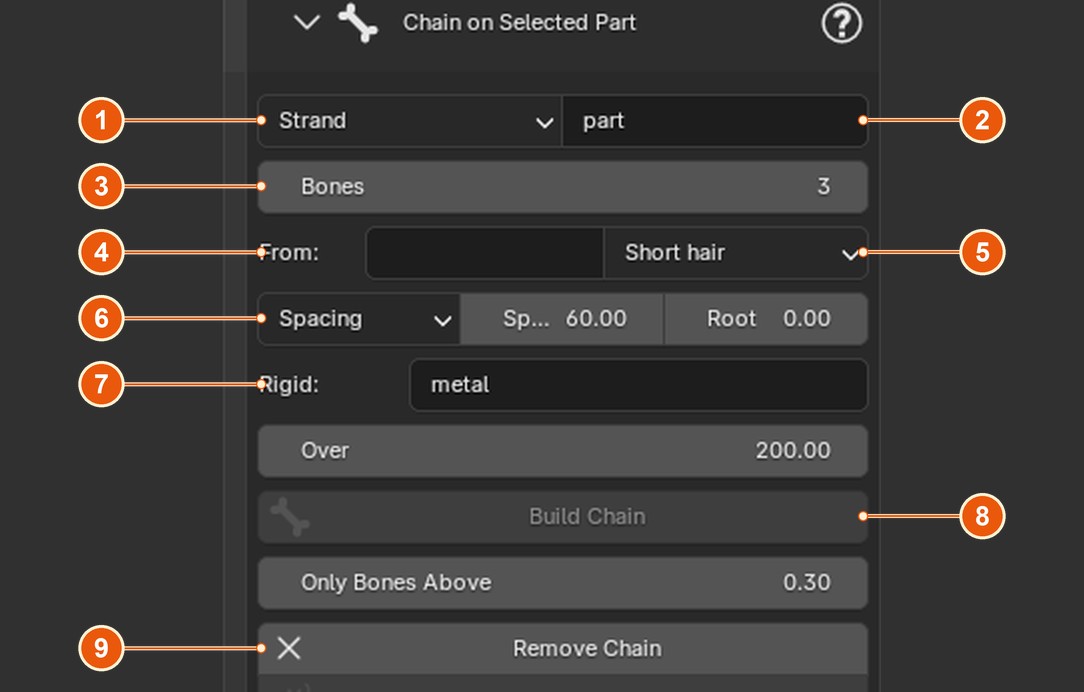 Chain on Selected Part ?
1 Strand part 2
3 Bones 3
4 From: Short hair 5
6 Spacing Sp... 60.00 Root 0.00
7 Rigid: metal
Over 200.00
Build Chain 8
Only Bones Above 0.30
9 Remove Chain